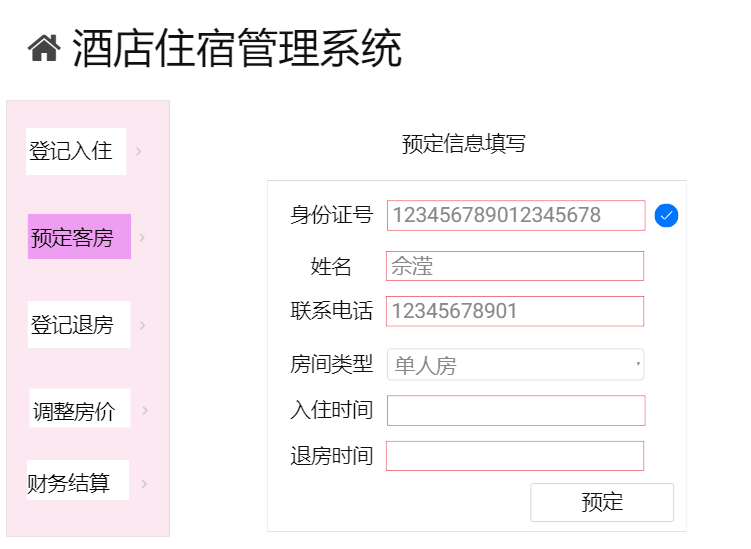 酒店住宿管理系统
登记入住
预定客房
登记退房
调整房价
财务结算
预定信息填写
身份证号 123456789012345678
姓名 佘滢
联系电话 12345678901
房间类型 单人房
入住时间
退房时间
预定